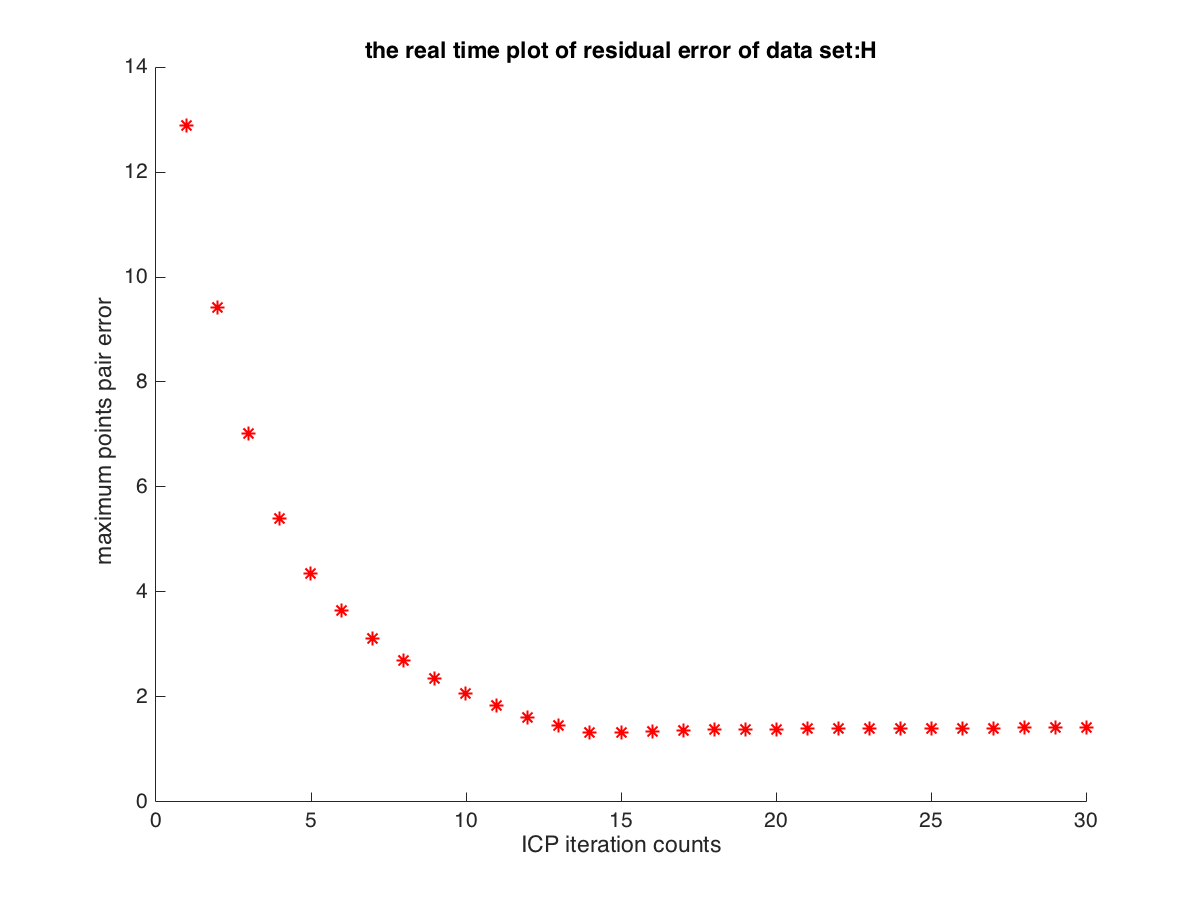 the real time plot of residual error of data set:H
14
12
10
8
6
4
2
0
maximum points pair error
0 5 10 15 20 25 30
ICP iteration counts